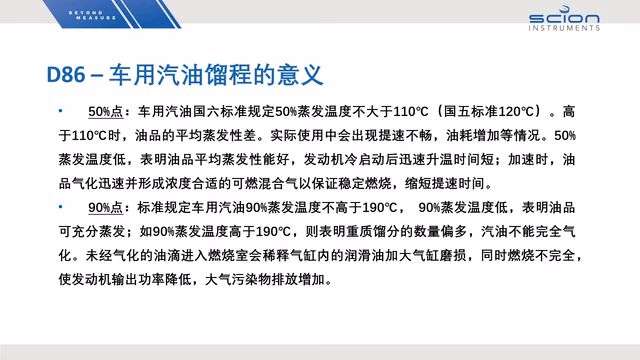 BEYOND
MEASURE
scion
INSTRUMENTS
D86 – 车用汽油馏程的意义
• 50%点：车用汽油国六标准规定50%蒸发温度不大于110℃（国五标准120℃）。高
于110℃时，油品的平均蒸发性差。实际使用中会出现提速不畅，油耗增加等情况。50%
蒸发温度低，表明油品平均蒸发性能好，发动机冷启动后迅速升温时间短；加速时，油
品气化迅速并形成浓度合适的可燃混合气以保证稳定燃烧，缩短提速时间。
• 90%点：标准规定车用汽油90%蒸发温度不高于190℃， 90%蒸发温度低，表明油品
可充分蒸发；如90%蒸发温度高于190℃，则表明重质馏分的数量偏多，汽油不能完全气
化。未经气化的油滴进入燃烧室会稀释气缸内的润滑油加大气缸磨损，同时燃烧不完全，
使发动机输出功率降低，大气污染物排放增加。